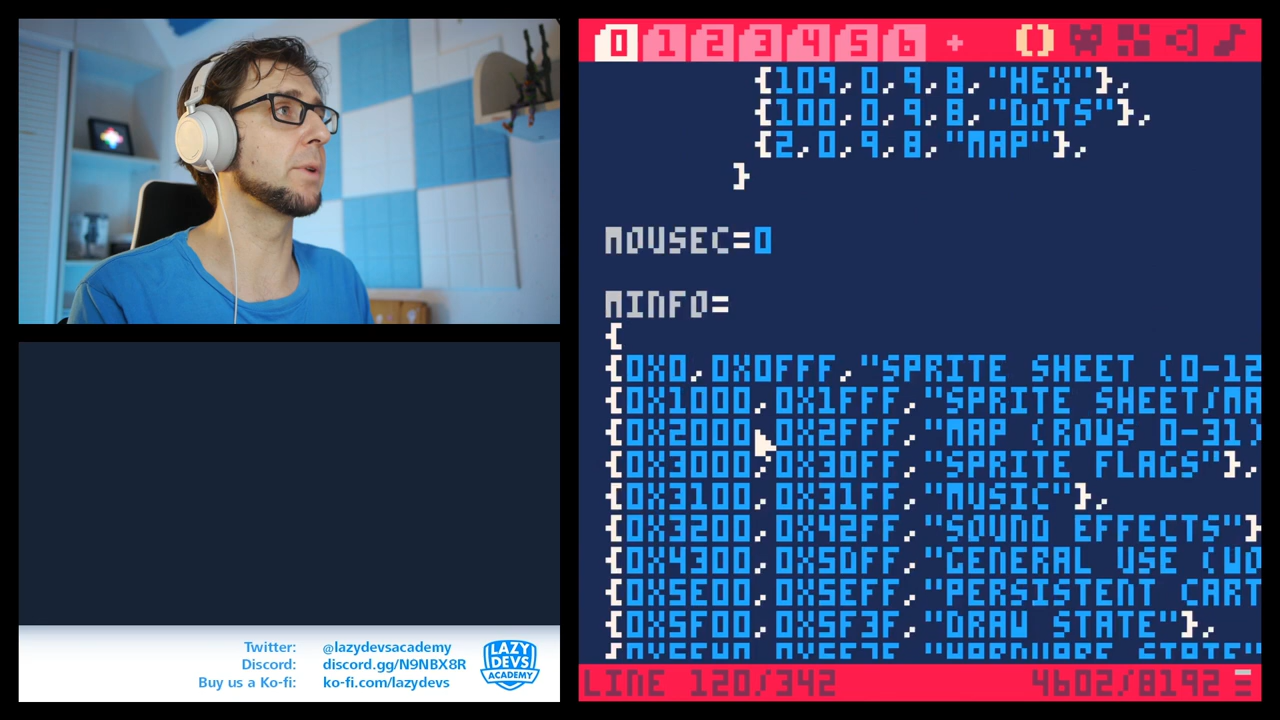 0 1 2 3 4 5 6 +
{109,0,9,8,"HEX"},
{100,0,9,8,"DOTS"},
{2,0,9,8,"MAP"},
}
MOUSEC=0
MINFO=
{
{0X0,0X0FFF,"SPRITE SHEET (0-12
{0X1000,0X1FFF,"SPRITE SHEET/MA
{0X2000,0X2FFF,"MAP (ROWS 0-31)
{0X3000,0X30FF,"SPRITE FLAGS"},
{0X3100,0X31FF,"MUSIC"},
{0X3200,0X42FF,"SOUND EFFECTS"}
{0X4300,0X5DFF,"GENERAL USE (WO
{0X5E00,0X5EFF,"PERSISTENT CART
{0X5F00,0X5F3F,"DRAW STATE"},
LINE 120/342 4602/8192
Twitter: @lazydevsacademy
Discord: discord.gg/N9NBX8R
Buy us a Ko-fi: ko-fi.com/lazydevs
LAZY
DEVS
ACADEMY